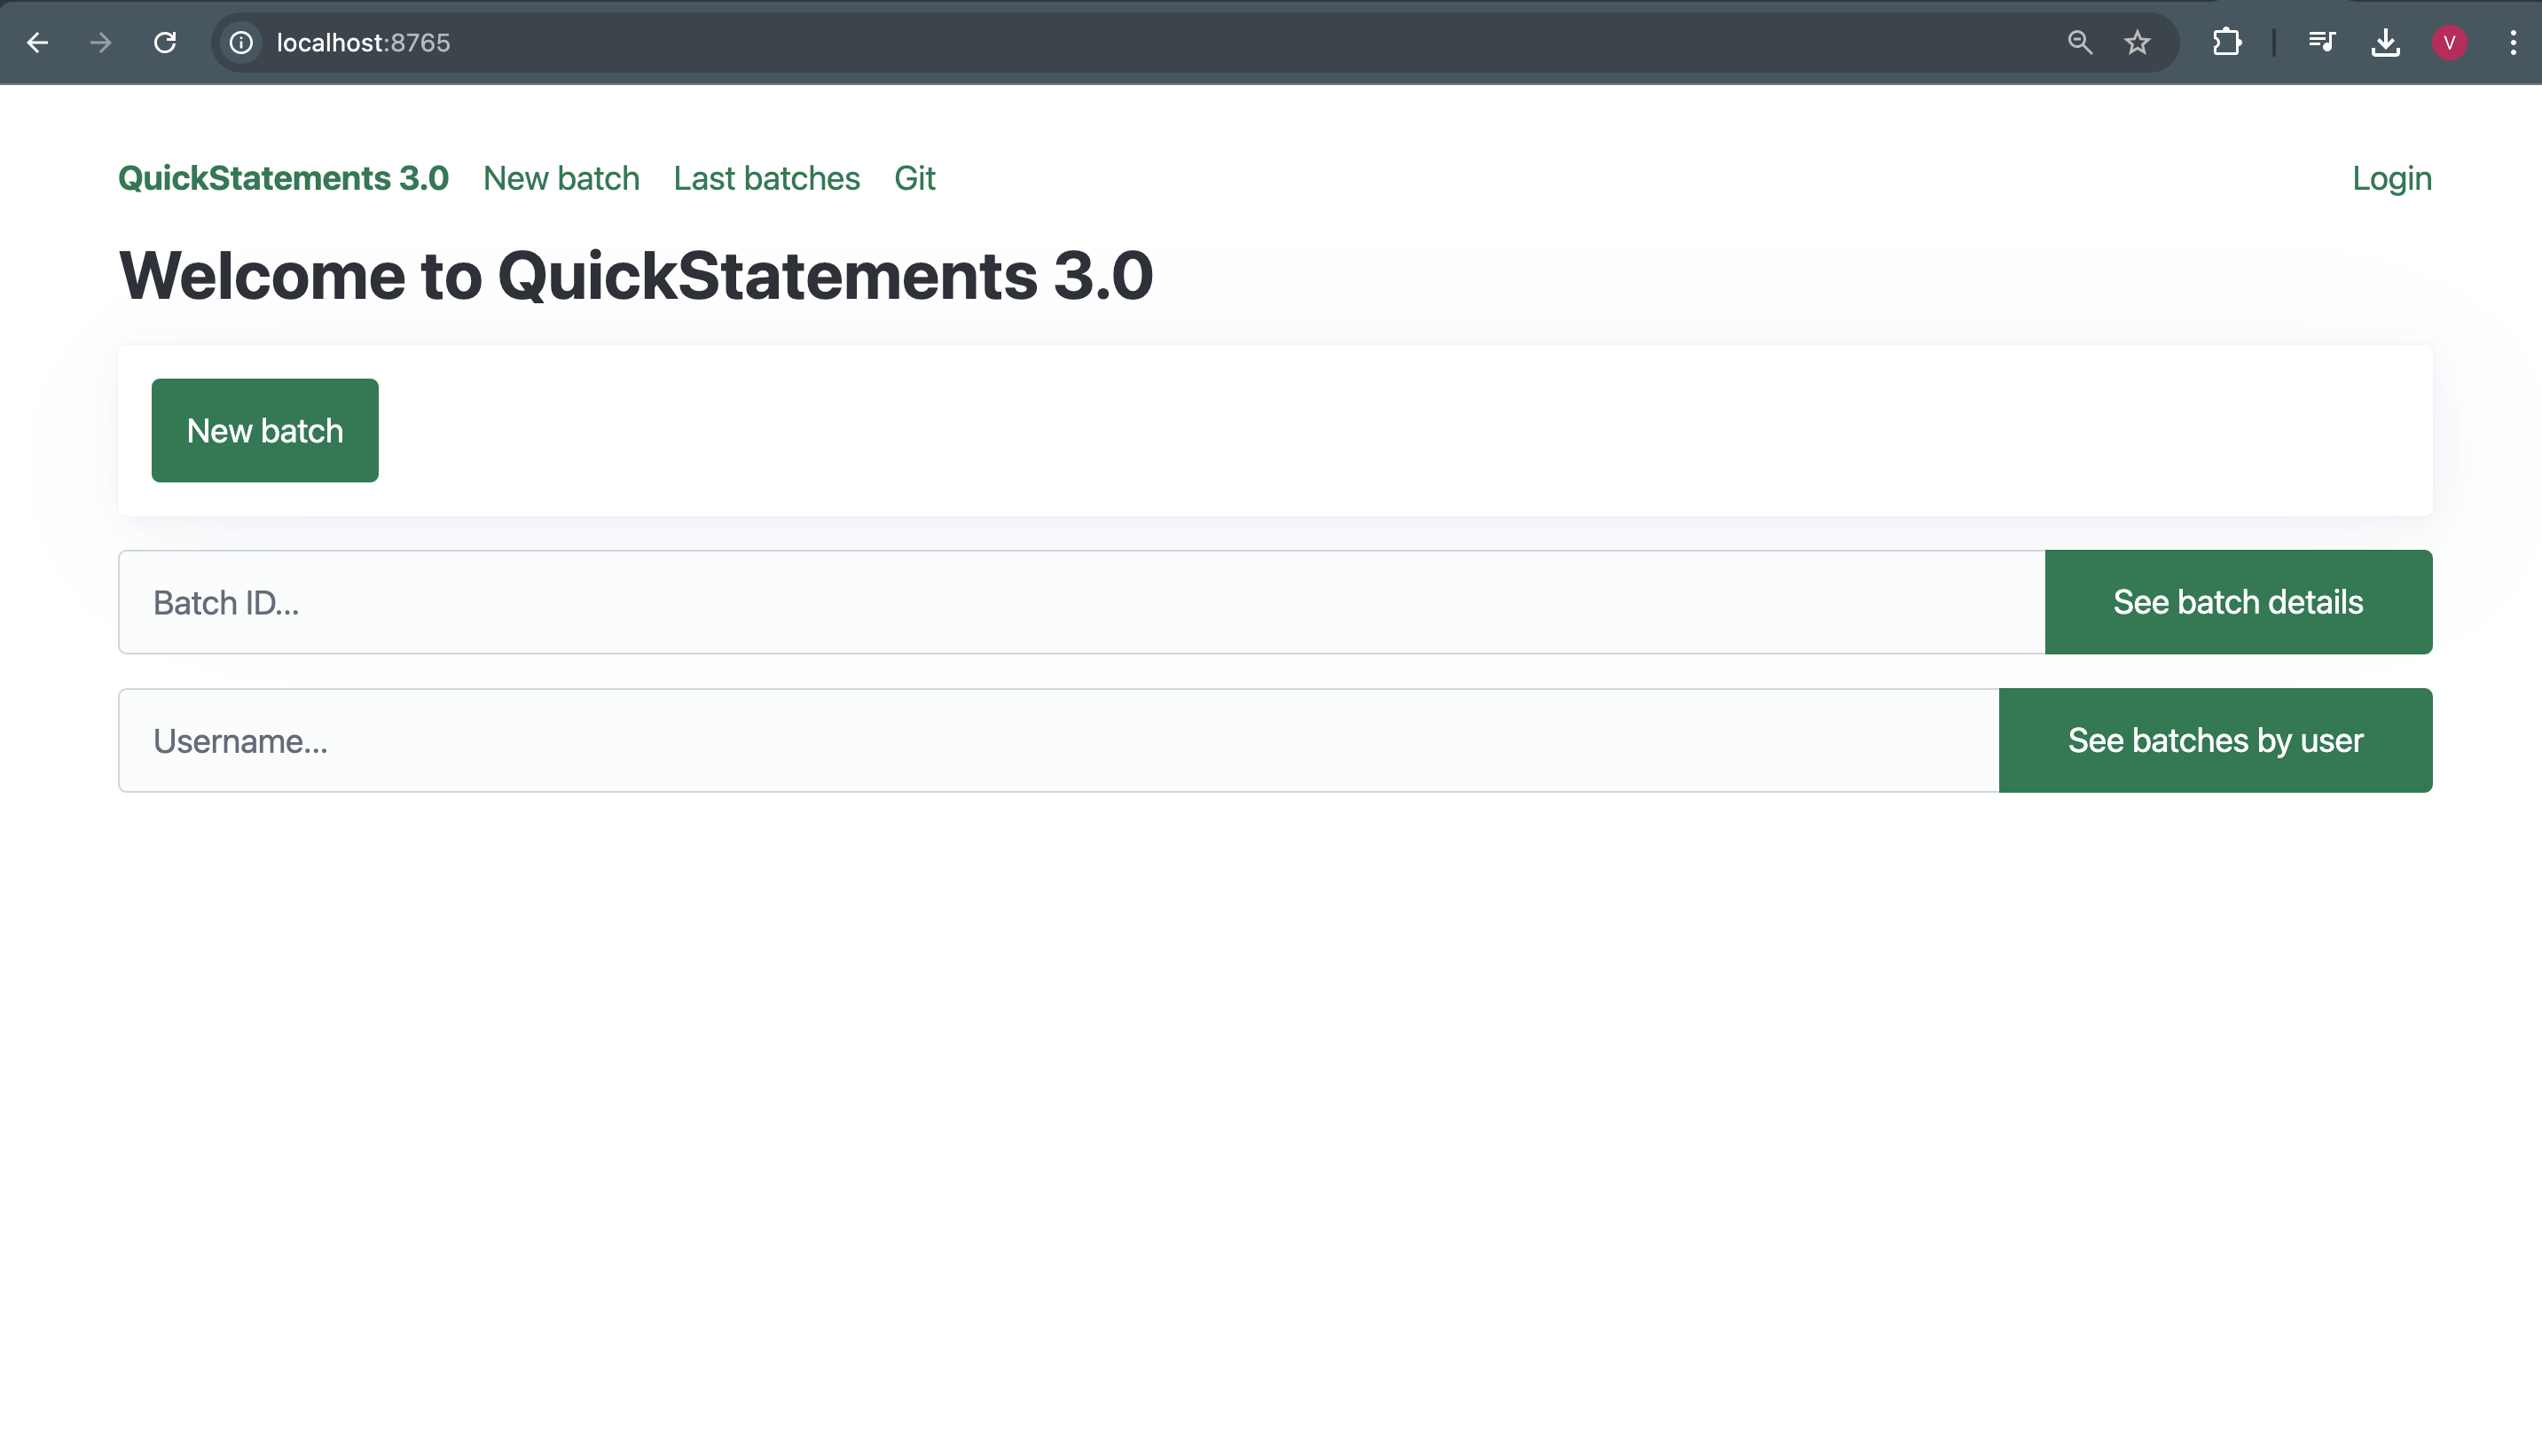 localhost:8765
V
QuickStatements 3.0 New batch Last batches Git Login
Welcome to QuickStatements 3.0
New batch
Batch ID... See batch details
Username... See batches by user